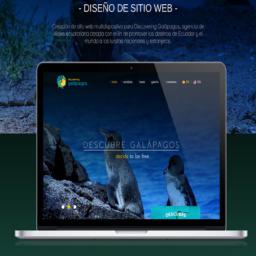 - DISEÑO DE SITIO WEB -
Creación de sitio web multidispositivo para Discovering Galápagos, agencia de
viajes ecuatoriana creada con el fin de promover los destinos de Ecuador y el
mundo a los turistas nacionales y extranjeros.
discovering
galápagos
DESCUBRE GALÁPAGOS
to be free